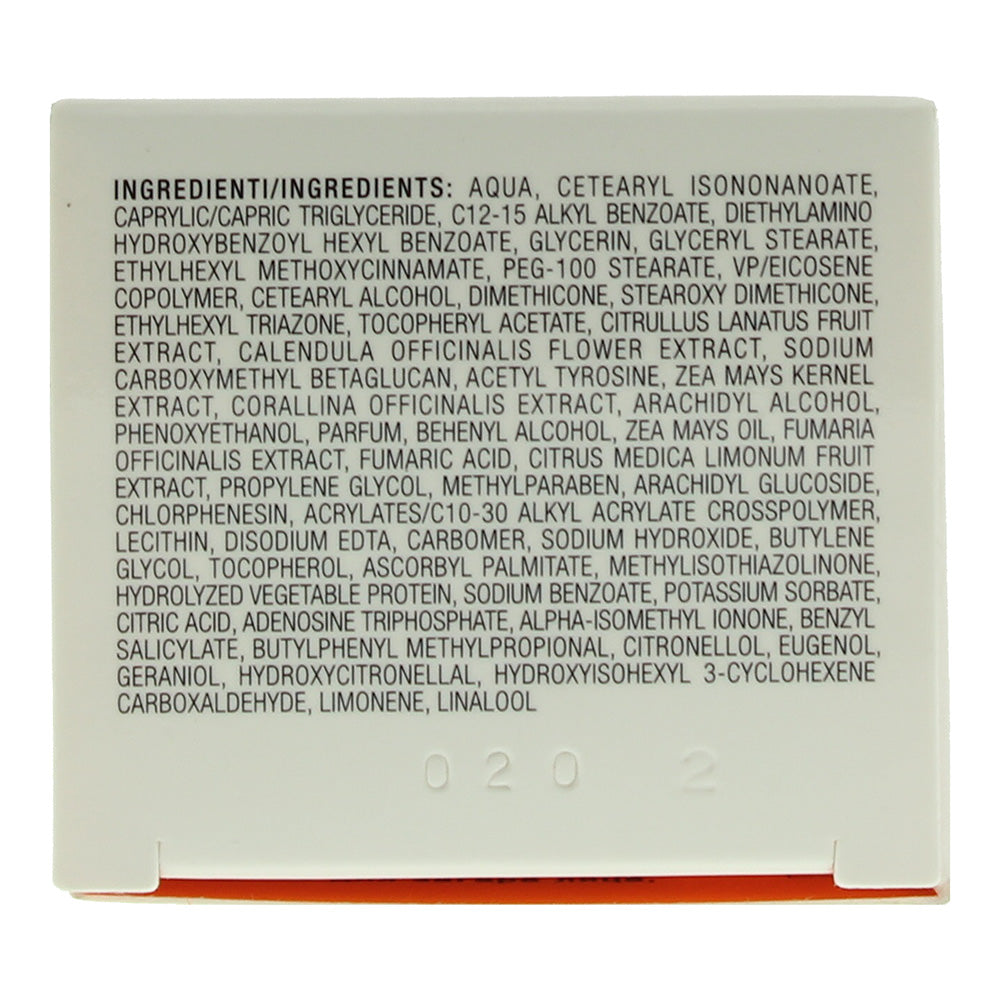 INGREDIENTI/INGREDIENTS: AQUA, CETEARYL ISONONANOATE,
CAPRYLIC/CAPRIC TRIGLYCERIDE, C12-15 ALKYL BENZOATE, DIETHYLAMINO
HYDROXYBENZOYL HEXYL BENZOATE, GLYCERIN, GLYCERYL STEARATE,
ETHYLHEXYL METHOXYCINNAMATE, PEG-100 STEARATE, VP/EICOSENE
COPOLYMER, CETEARYL ALCOHOL, DIMETHICONE, STEAROXY DIMETHICONE,
ETHYLHEXYL TRIAZONE, TOCOPHERYL ACETATE, CITRULLUS LANATUS FRUIT
EXTRACT, CALENDULA OFFICINALIS FLOWER EXTRACT, SODIUM
CARBOXYMETHYL BETAGLUCAN, ACETYL TYROSINE, ZEA MAYS KERNEL
EXTRACT, CORALLINA OFFICINALIS EXTRACT, ARACHIDYL ALCOHOL,
PHENOXYETHANOL, PARFUM, BEHENYL ALCOHOL, ZEA MAYS OIL, FUMARIA
OFFICINALIS EXTRACT, FUMARIC ACID, CITRUS MEDICA LIMONUM FRUIT
EXTRACT, PROPYLENE GLYCOL, METHYLPARABEN, ARACHIDYL GLUCOSIDE,
CHLORPHENESIN, ACRYLATES/C10-30 ALKYL ACRYLATE CROSSPOLYMER,
LECITHIN, DISODIUM EDTA, CARBOMER, SODIUM HYDROXIDE, BUTYLENE
GLYCOL, TOCOPHEROL, ASCORBYL PALMITATE, METHYLISOTHIAZOLINONE,
HYDROLYZED VEGETABLE PROTEIN, SODIUM BENZOATE, POTASSIUM SORBATE,
CITRIC ACID, ADENOSINE TRIPHOSPHATE, ALPHA-ISOMETHYL IONONE, BENZYL
SALICYLATE, BUTYLPHENYL METHYLPROPIONAL, CITRONELLOL, EUGENOL,
GERANIOL, HYDROXYCITRONELLAL, HYDROXYISOHEXYL 3-CYCLOHEXENE
CARBOXALDEHYDE, LIMONENE, LINALOOL
020 2